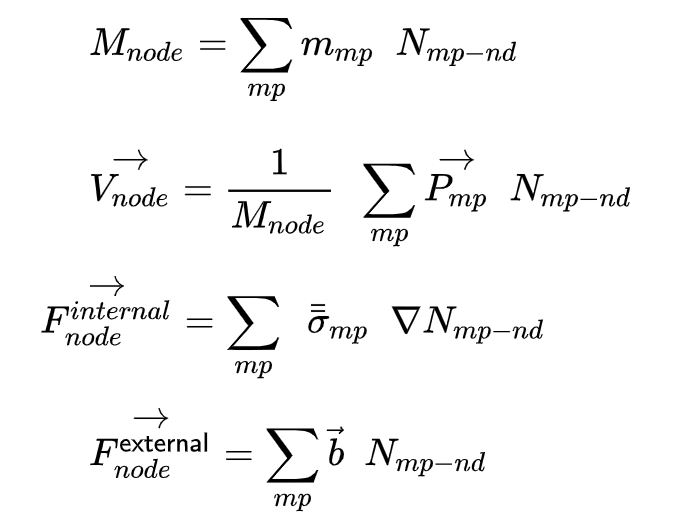 $M_{node} = \sum_{mp} m_{mp} \ N_{mp-nd}$
$\overrightarrow{V_{node}} = \frac{1}{M_{node}} \ \sum_{mp} \overrightarrow{P_{mp}} \ N_{mp-nd}$
$\overrightarrow{F_{node}^{internal}} = \sum_{mp} \ \bar{\bar{\sigma}}_{mp} \ \nabla N_{mp-nd}$
$\overrightarrow{F_{node}^{\text{external}}} = \sum_{mp} \vec{b} \ N_{mp-nd}$